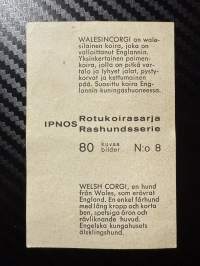 WALESINCORGI on wale-
siläinen koira, joka on
valloittanut Englannin.
Yksinkertainen paimen-
koira, jolla on pitkä var-
talo ja lyhyet jalat, pysty-
korvat ja kettumainen
pää. Suosittu koira Eng-
lannin kuningashuoneessa.
IPNOS Rotukoirasarja
Rashundsserie
80 kuvaa
bilder N:o 8
WELSH CORGI, en hund
från Wales, som erövrat
England. En enkel fårhund
med lång kropp och korta
ben, spetsiga öron och
rävliknande huvud.
Engelska kungahusets
älsklingshund.